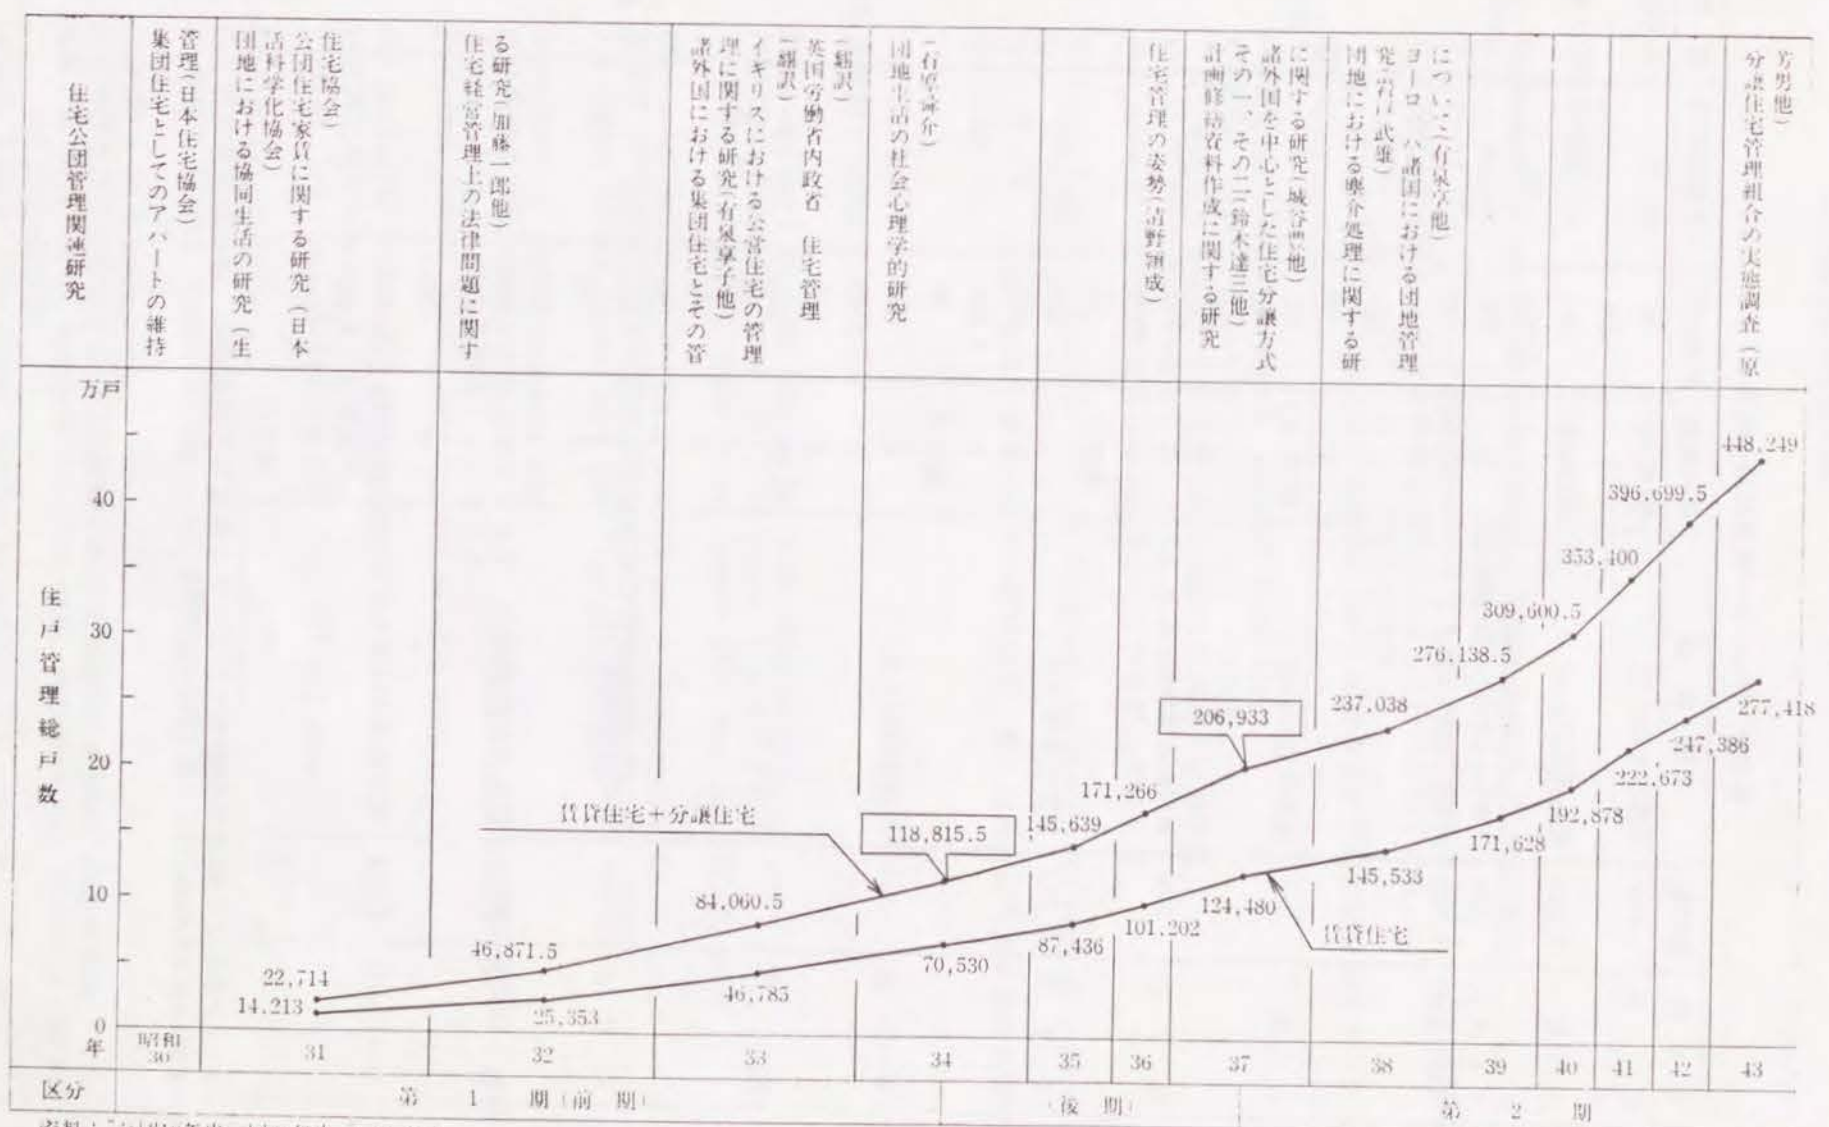 住宅公団管理関連研究
集団住宅としてのアパートの維持
管理（日本住宅協会）
団地における協同生活の研究（生
活科学化協会）
公団住宅家賃に関する研究（日本
住宅協会）
住宅経営管理上の法律問題に関す
る研究（加藤一郎他）
諸外国における集団住宅とその管
理に関する研究（有泉亨子他）
イギリスにおける公営住宅の管理
（翻訳）
英国労働省内政省　住宅管理
（翻訳）
団地生活の社会心理学的研究
住宅管理の姿勢（清野
計画修繕資料作成に関する研究
その一、その二（鈴木達三他）
諸外国を中心とした住宅分譲方式
に関する研究（城谷豊他）
団地における塵介処理に関する研
究
武雄）
ヨーロッパ諸国における団地管理
について（有泉亨他）
分譲住宅管理組合の実施調査（原
芳男他）
万戸
40
30
20
10
0
住戸管理総戸数
448,249
396,699.5
353,400
309,600.5
276,138.5
237,038
206,933
171,266
145,639
118,815.5
84,060.5
46,871.5
22,714
賃貸住宅＋分譲住宅
277,418
247,386
222,673
192,878
171,628
145,533
124,480
101,202
87,436
70,530
46,785
25,353
14,213
賃貸住宅
年
昭和
30
31
32
33
34
35
36
37
38
39
40
41
42
43
区分
第　1　期（前　期）
（後　期）
第　2　期